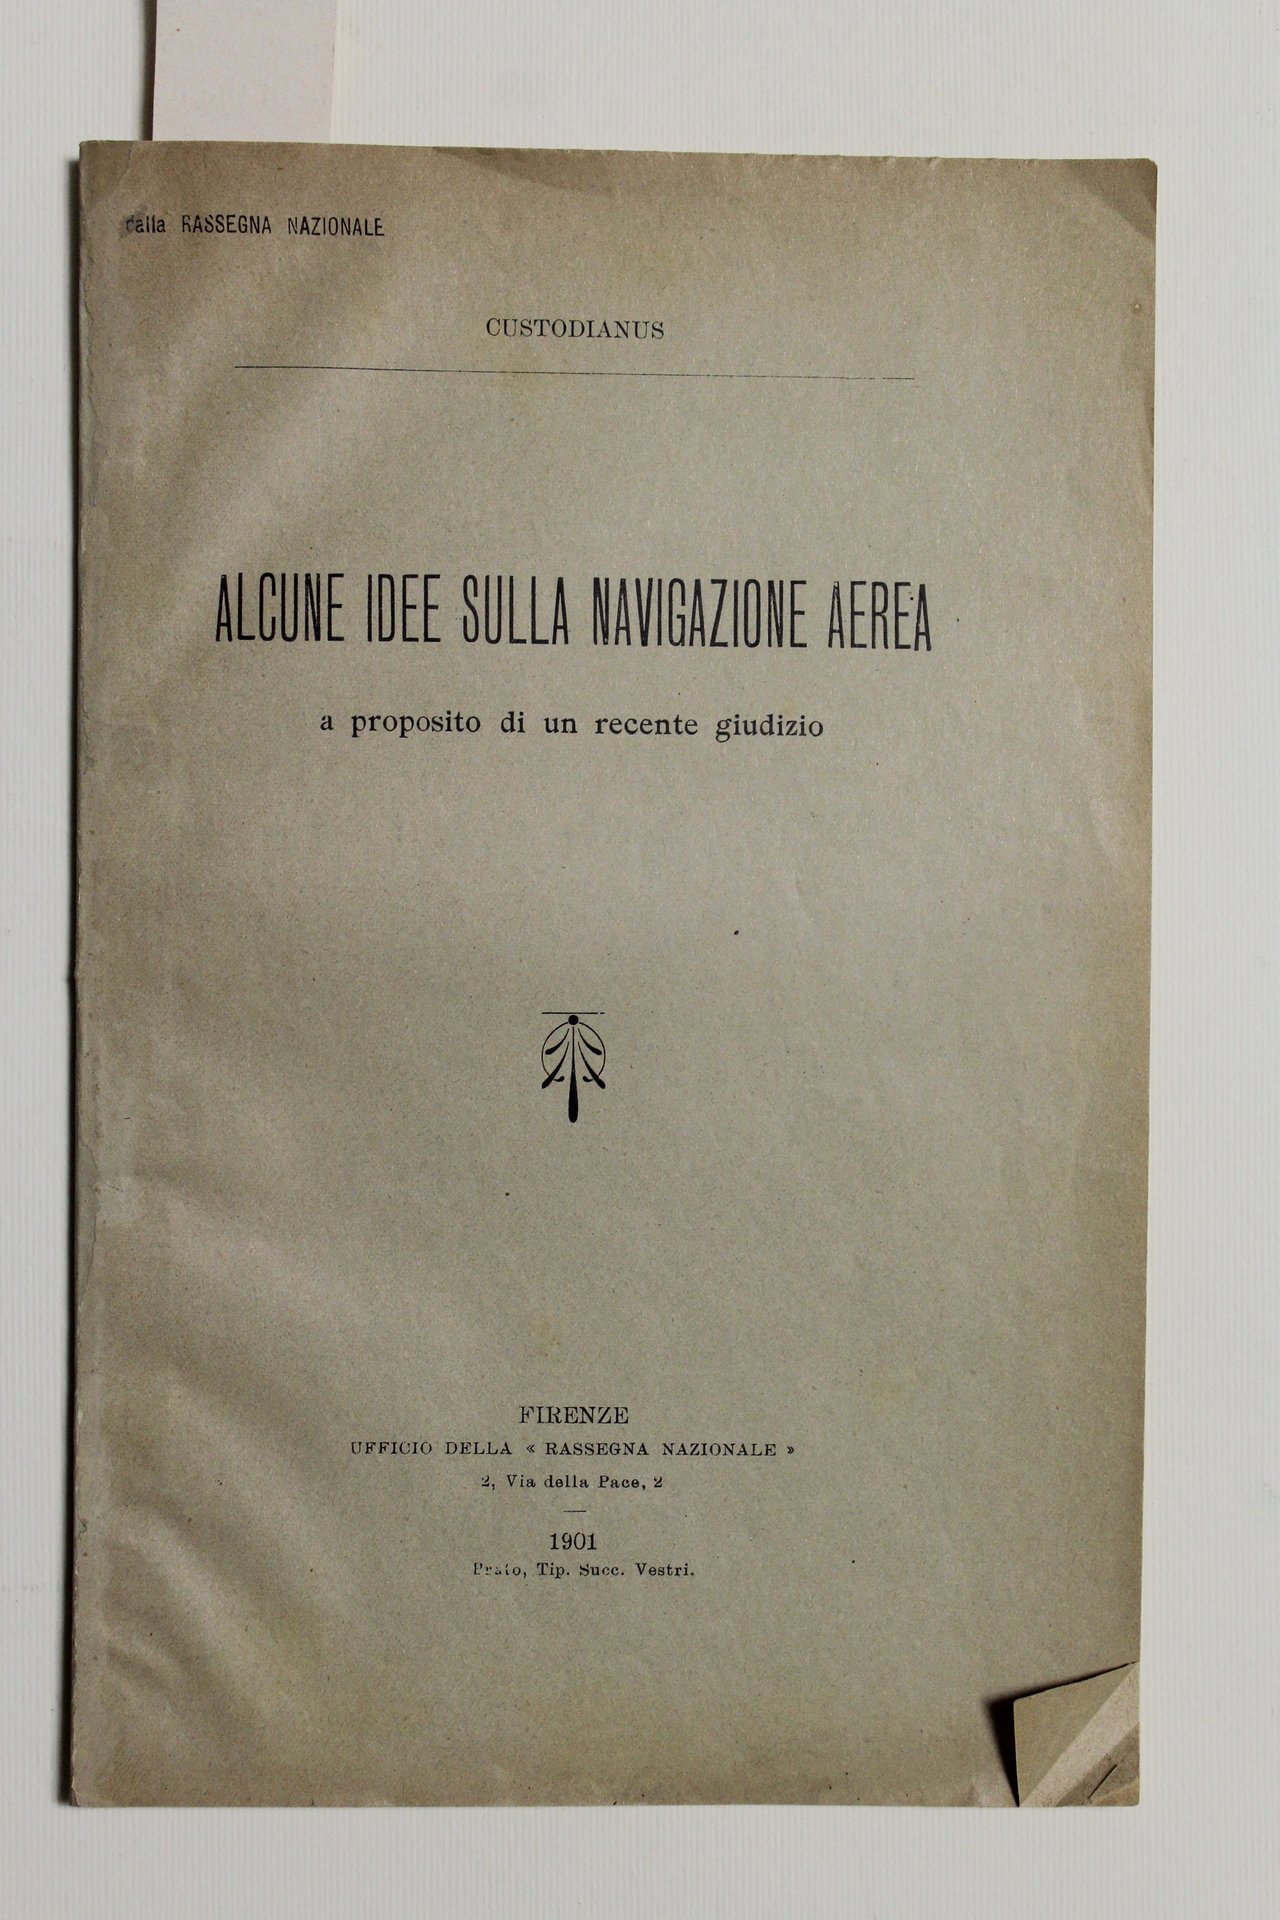 dalla RASSEGNA NAZIONALE
CUSTODIANUS
ALCUNE IDEE SULLA NAVIGAZIONE AEREA
a proposito di un recente giudizio
FIRENZE
UFFICIO DELLA « RASSEGNA NAZIONALE »
2, Via della Pace, 2
1901
Prato, Tip. Succ. Vestri.